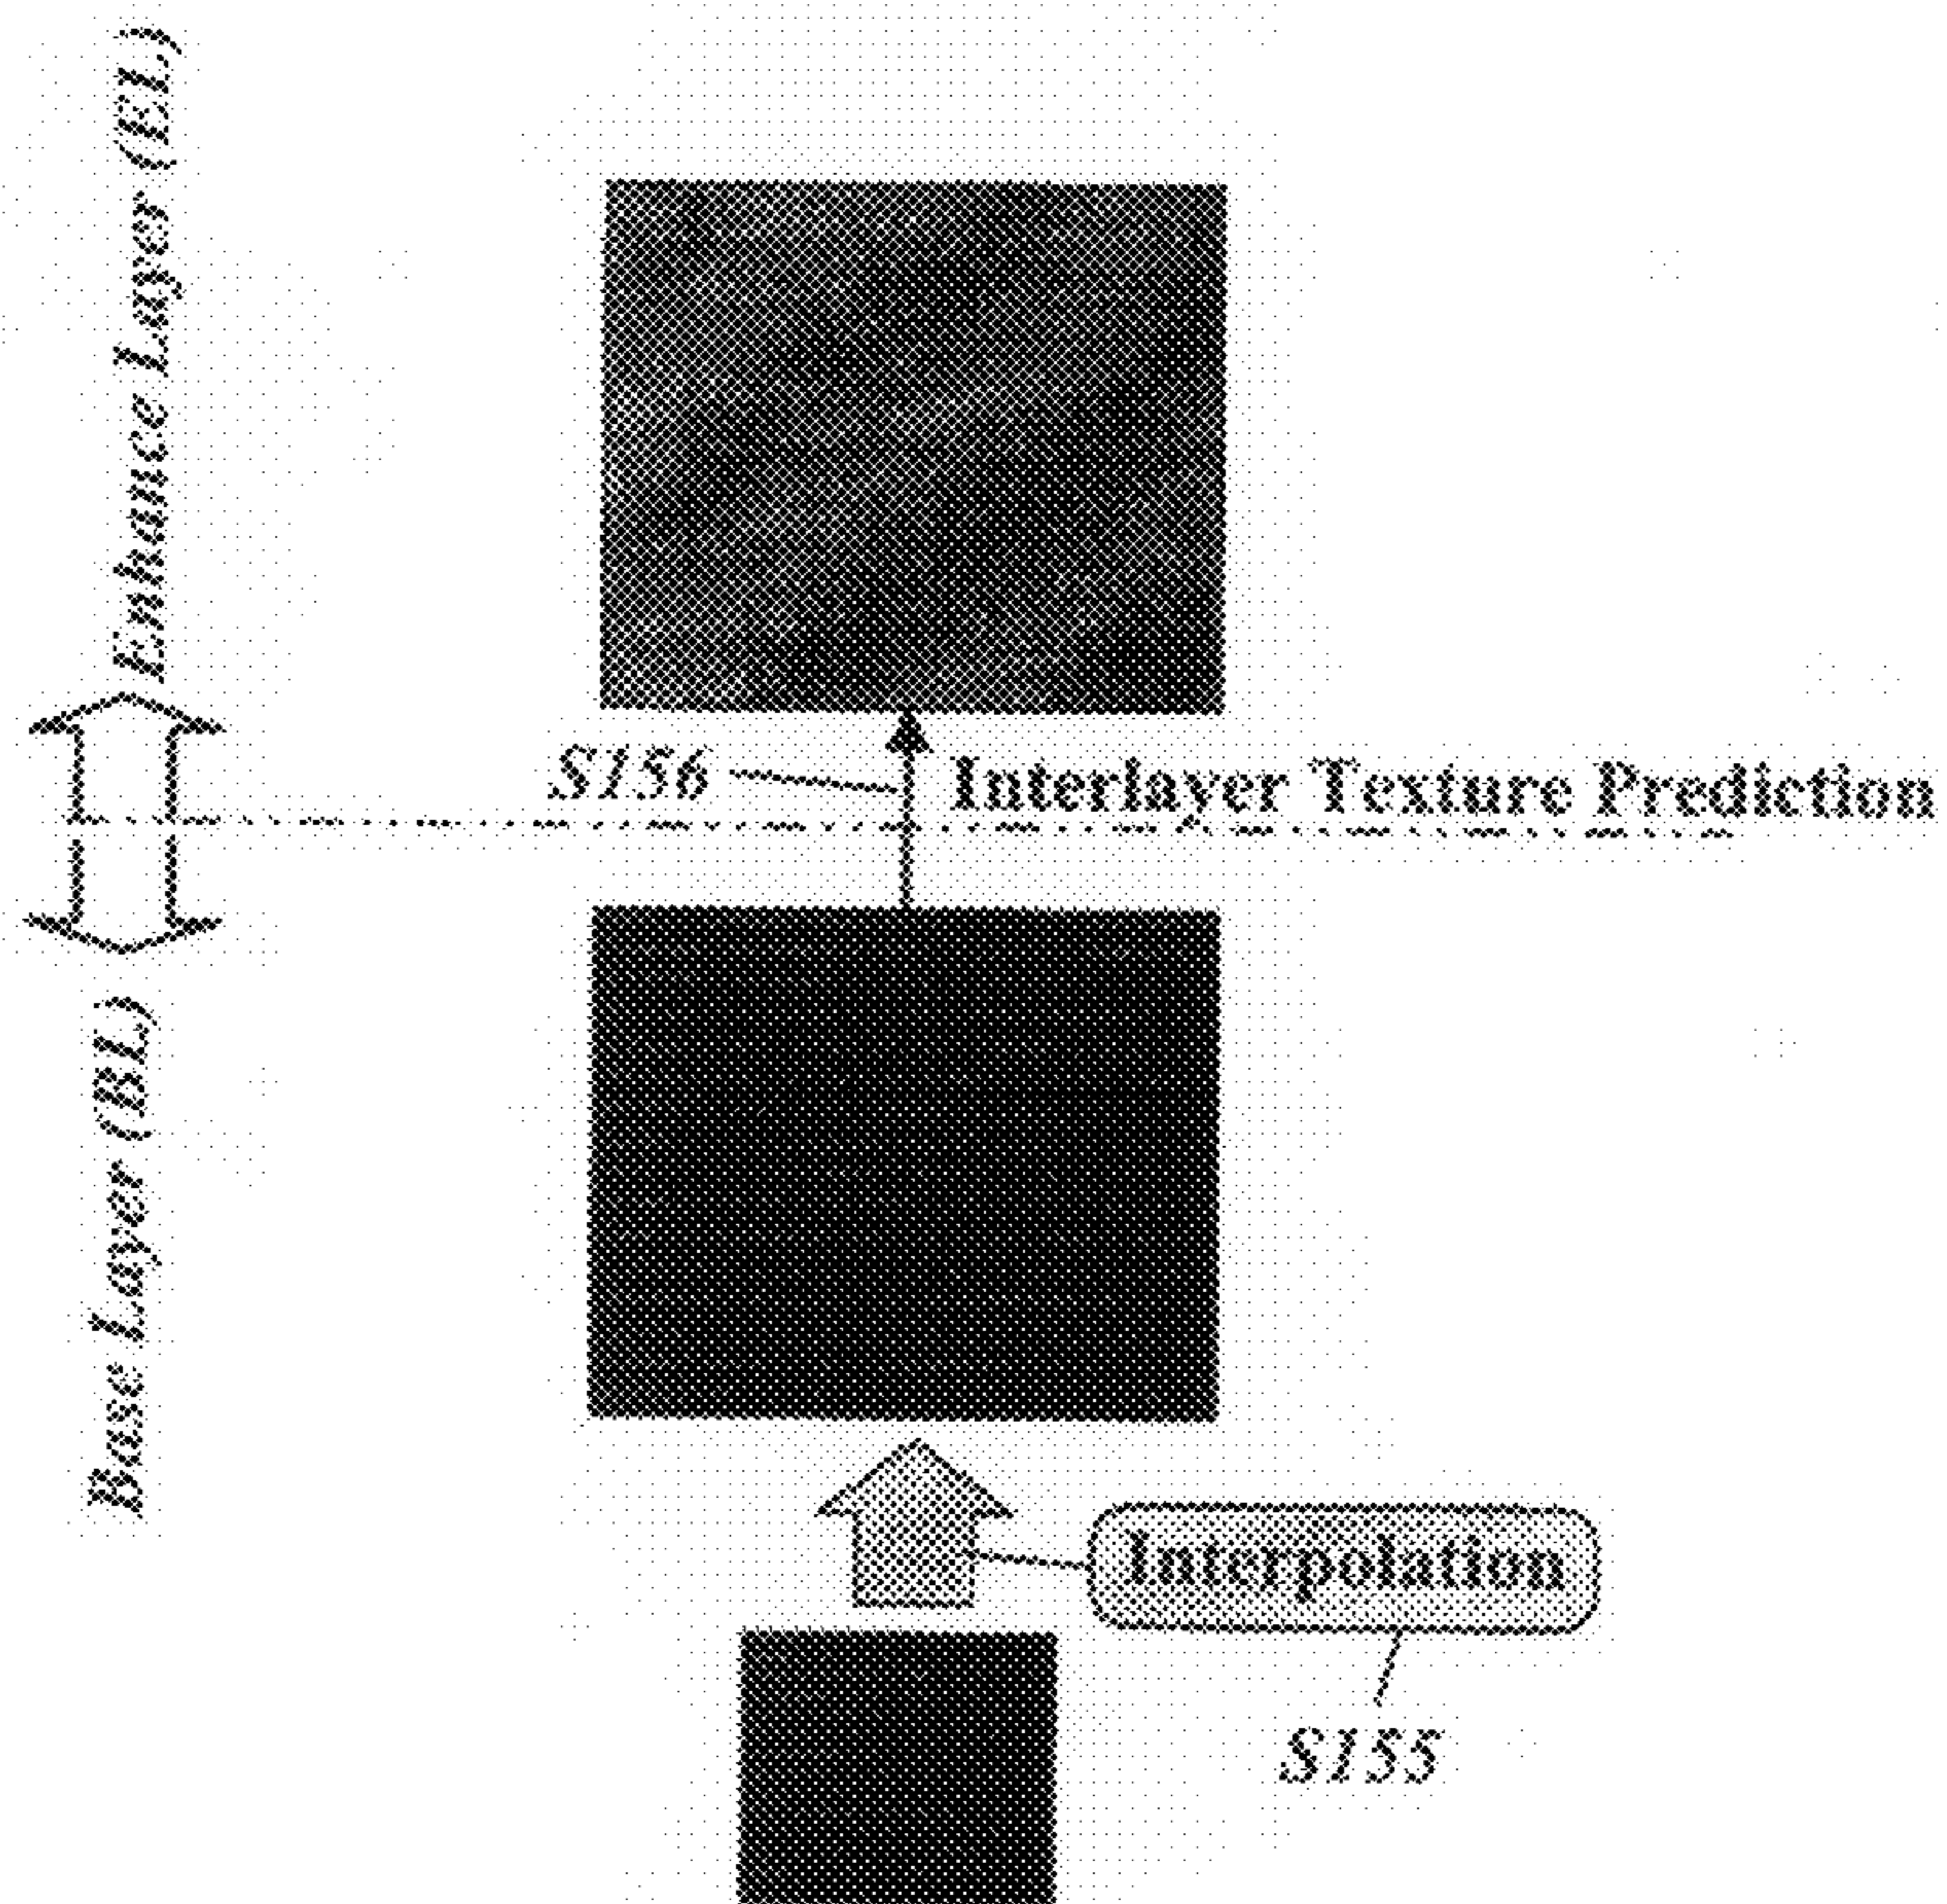 Enhance Layer (EL)
S156
Interlayer Texture Prediction
Base Layer (BL)
Interpolation
S155